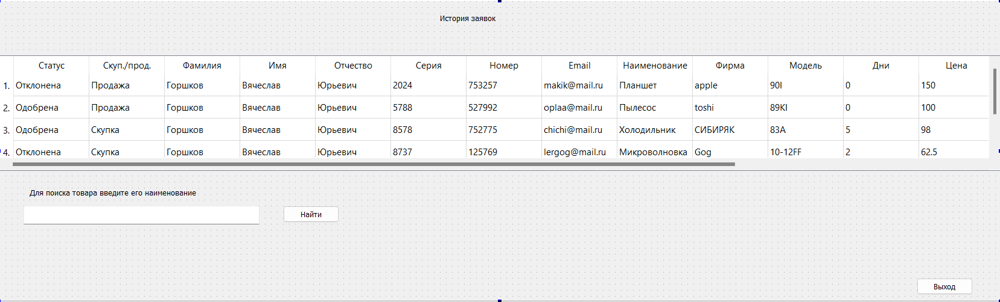 История заявок
Статус Скуп./прод. Фамилия Имя Отчество Серия Номер Email Наименование Фирма Модель Дни Цена
1. Отклонена Продажа Горшков Вячеслав Юрьевич 2024 753257 makik@mail.ru Планшет apple 90I 0 150
2. Одобрена Продажа Горшков Вячеслав Юрьевич 5788 527992 oplaa@mail.ru Пылесос toshi 89KI 0 100
3. Одобрена Скупка Горшков Вячеслав Юрьевич 8578 752775 chichi@mail.ru Холодильник СИБИРЯК 83A 5 98
4. Отклонена Скупка Горшков Вячеслав Юрьевич 8737 125769 lergog@mail.ru Микроволновка Gog 10-12FF 2 62.5
Для поиска товара введите его наименование
Найти
Выход